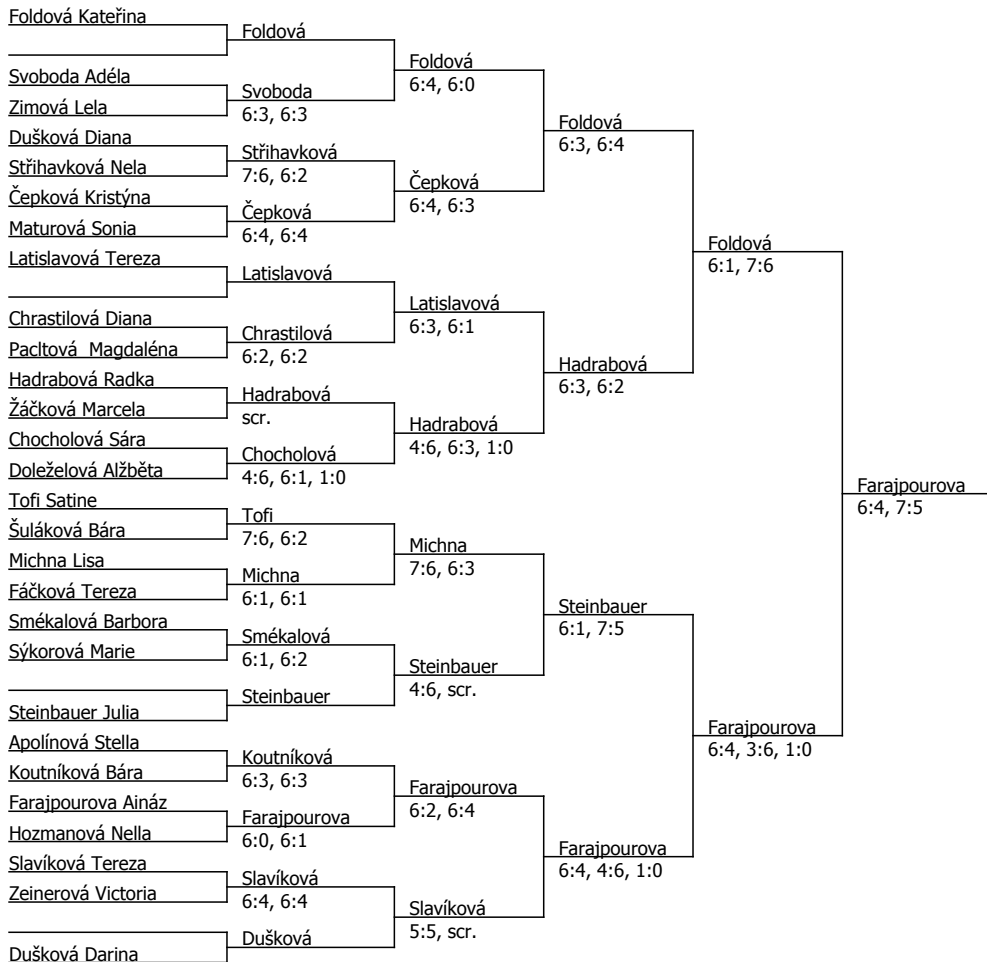 Foldová Kateřina
Foldová
Foldová
6:4, 6:0
Svoboda Adéla
Svoboda
6:3, 6:3
Zimová Lela
Foldová
6:3, 6:4
Dušková Diana
Střihavková
7:6, 6:2
Střihavková Nela
Čepková
6:4, 6:3
Čepková Kristýna
Čepková
6:4, 6:4
Maturová Sonia
Foldová
6:1, 7:6
Latislavová Tereza
Latislavová
Latislavová
6:3, 6:1
Chrastilová Diana
Chrastilová
6:2, 6:2
Pacltová  Magdaléna
Hadrabová
6:3, 6:2
Hadrabová Radka
Hadrabová
scr.
Žáčková Marcela
Hadrabová
4:6, 6:3, 1:0
Chocholová Sára
Chocholová
4:6, 6:1, 1:0
Doleželová Alžběta
Farajpourova
6:4, 7:5
Tofi Satine
Tofi
7:6, 6:2
Šuláková Bára
Michna
7:6, 6:3
Michna Lisa
Michna
6:1, 6:1
Fáčková Tereza
Steinbauer
6:1, 7:5
Smékalová Barbora
Smékalová
6:1, 6:2
Sýkorová Marie
Steinbauer
4:6, scr.
Steinbauer
Steinbauer Julia
Farajpourova
6:4, 3:6, 1:0
Apolínová Stella
Koutníková
6:3, 6:3
Koutníková Bára
Farajpourova
6:2, 6:4
Farajpourova Aináz
Farajpourova
6:0, 6:1
Hozmanová Nella
Farajpourova
6:4, 4:6, 1:0
Slavíková Tereza
Slavíková
6:4, 6:4
Zeinerová Victoria
Slavíková
5:5, scr.
Dušková
Dušková Darina